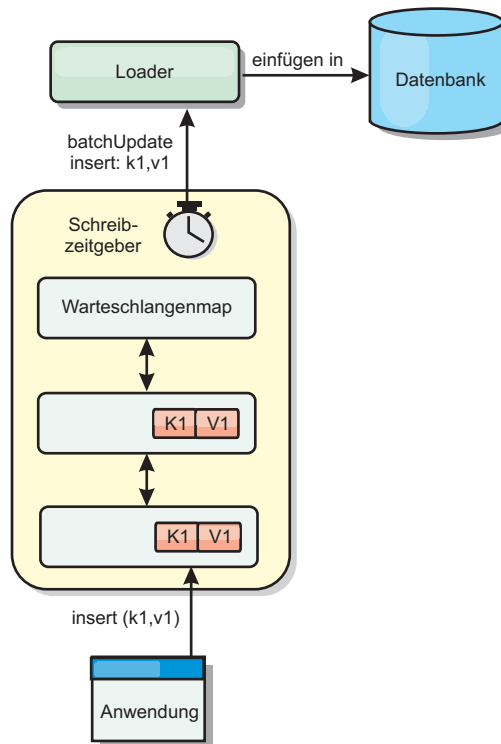 Loader
einfügen in
Datenbank
batchUpdate
insert: k1,v1
Schreib-
zeitgeber
Warteschlangenmap
K1 V1
K1 V1
insert (k1,v1)
Anwendung